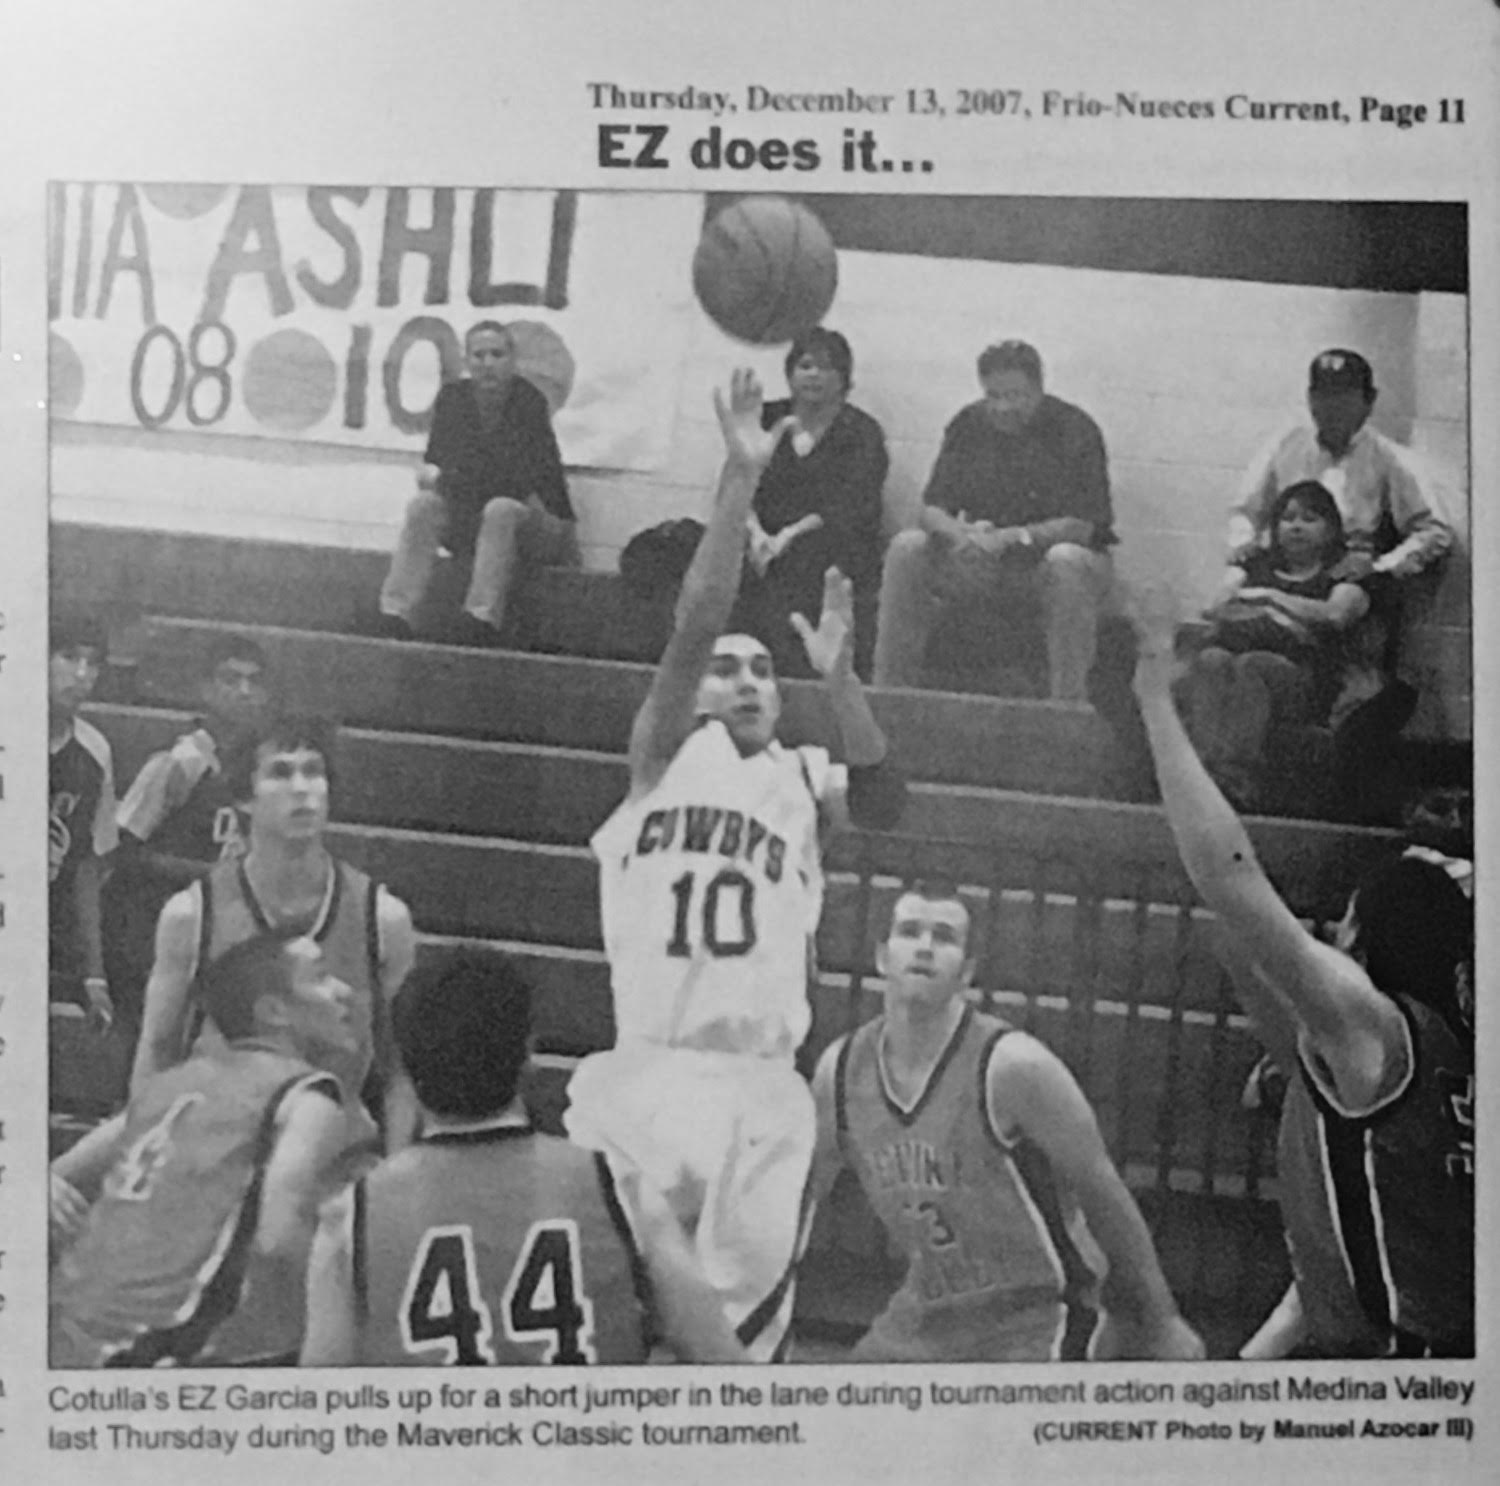 Thursday, December 13, 2007, Frio-Nueces Current, Page 11
EZ does it...
IIA ASHLI
08 10
COWBYS
10
44
3
Cotulla's EZ Garcia pulls up for a short jumper in the lane during tournament action against Medina Valley
last Thursday during the Maverick Classic tournament.
(CURRENT Photo by Manuel Azocar III)